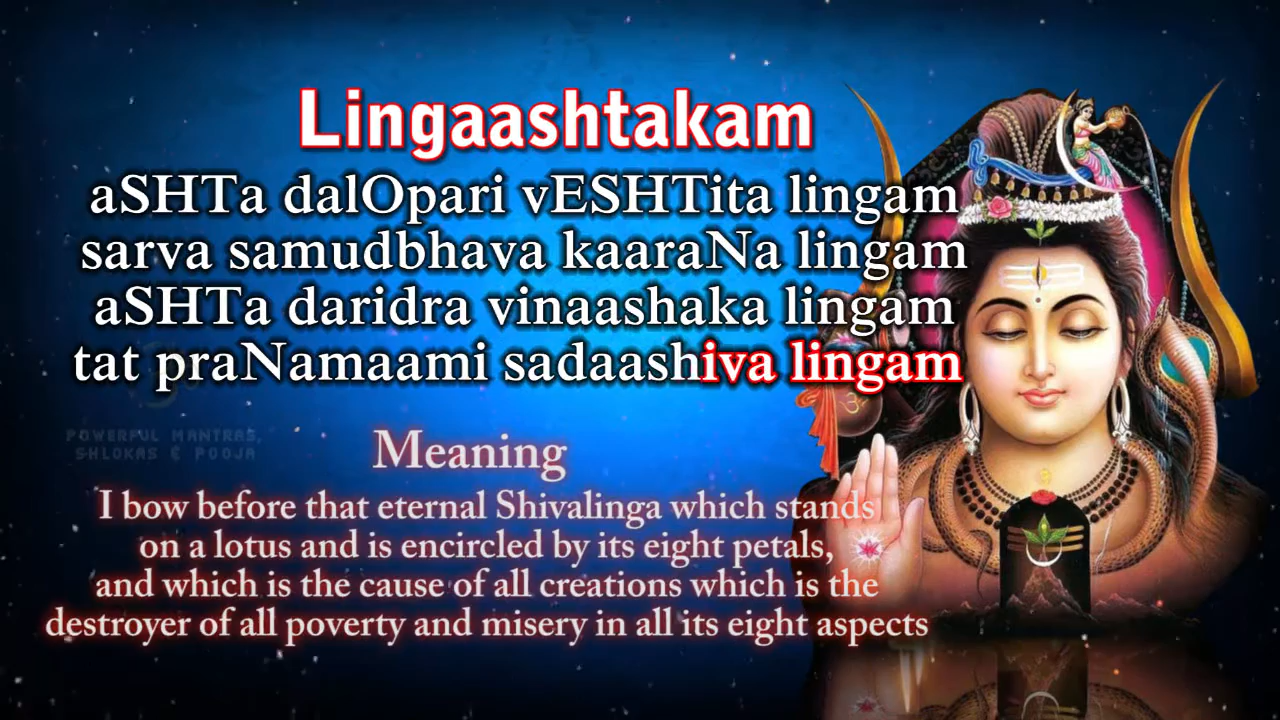 Lingaashtakam
aSHTa dalOpari vESHTita lingam
sarva samudbhava kaaraNa lingam
aSHTa daridra vinaashaka lingam
tat praNamaami sadaashiva lingam
POWERFUL MANTRAS,
SHLOKAS & POOJA
Meaning
I bow before that eternal Shivalinga which stands
on a lotus and is encircled by its eight petals,
and which is the cause of all creations which is the
destroyer of all poverty and misery in all its eight aspects
ॐ